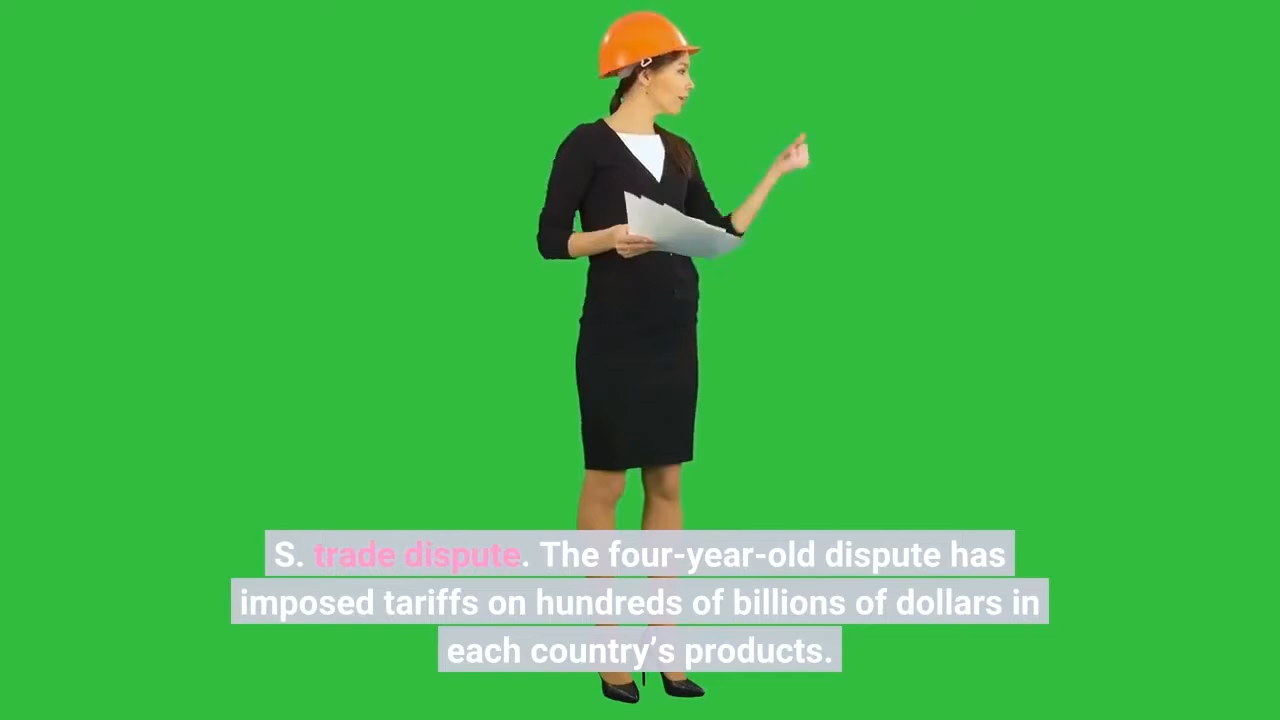 S. trade dispute. The four-year-old dispute has
imposed tariffs on hundreds of billions of dollars in
each country’s products.